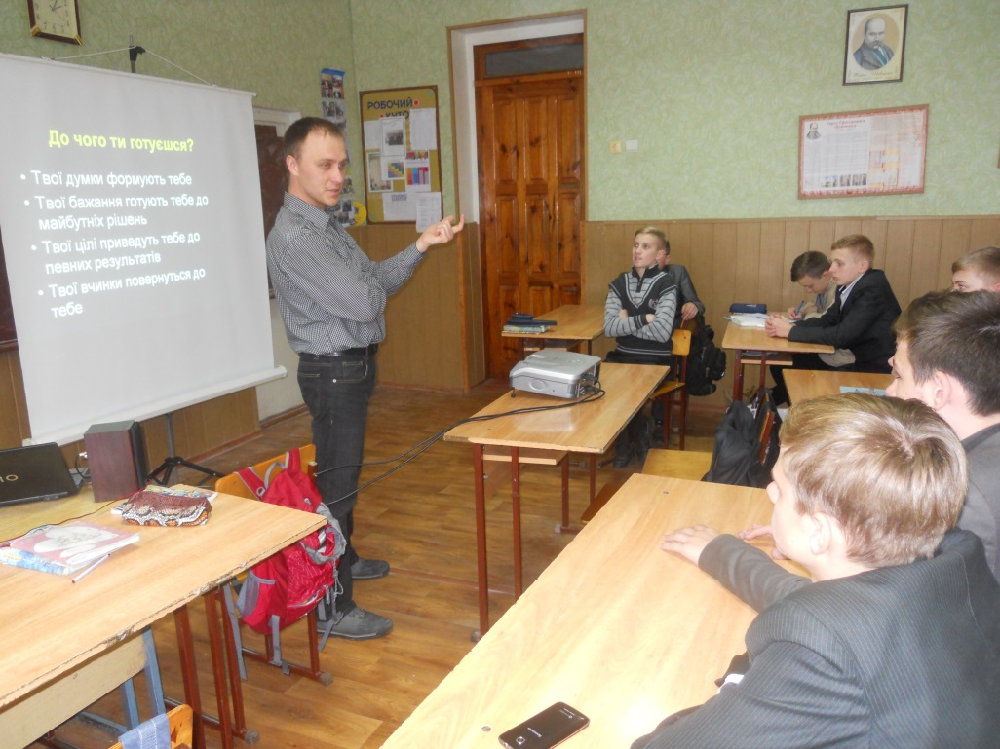 До чого ти готуєшся?
• Твої думки формують тебе
• Твої бажання готують тебе до
майбутніх рішень
• Твої цілі приведуть тебе до
певних результатів
• Твої вчинки повернуться до
тебе
РОБОЧИЙ